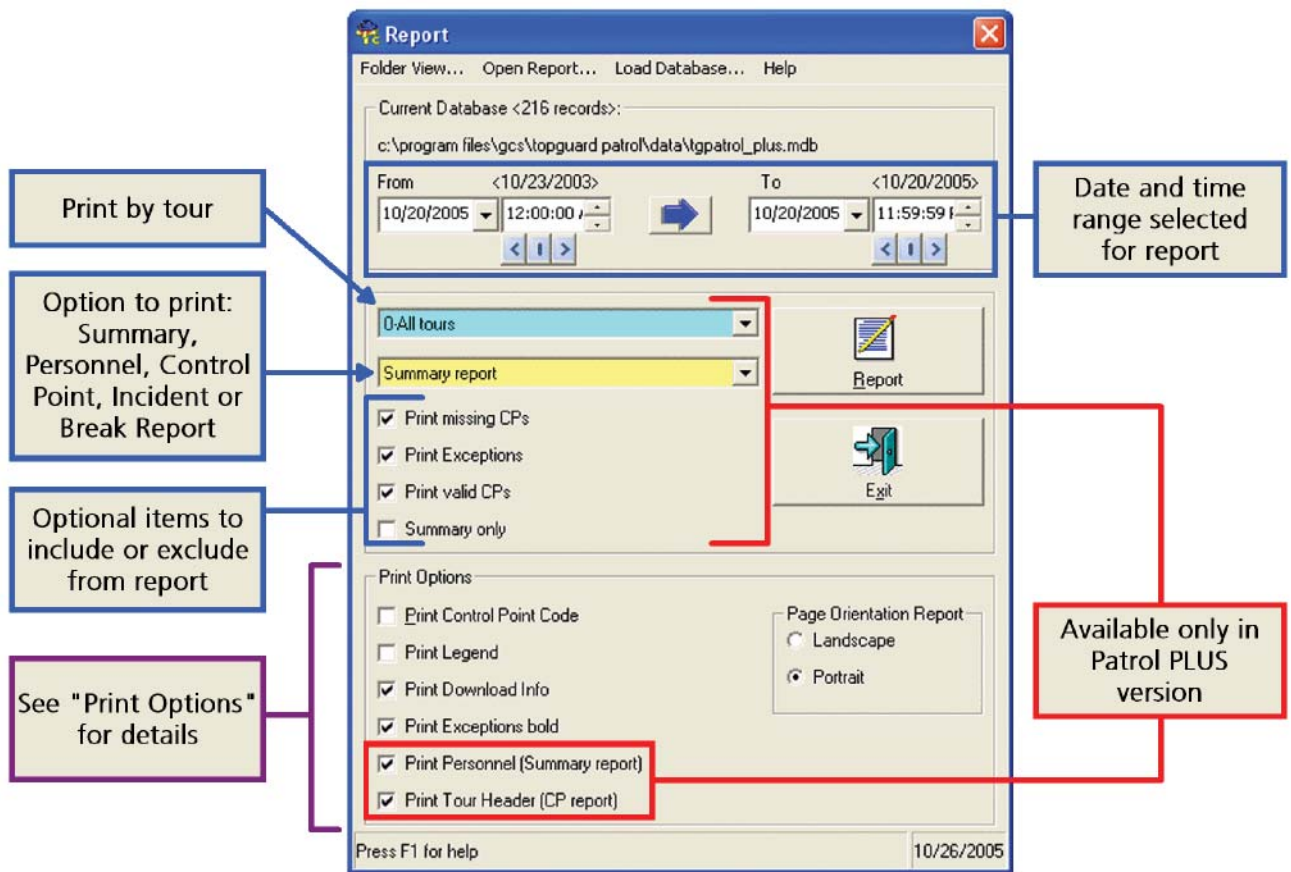 Report
Folder View... Open Report... Load Database... Help
Current Database <216 records>:
c:\program files\gcs\topguard patrol\data\tgpatrol_plus.mdb
From <10/23/2003> To <10/20/2005>
10/20/2005 12:00:00 10/20/2005 11:59:59
< I > < I >
Print by tour
Date and time
range selected
for report
Option to print:
Summary,
Personnel, Control
Point, Incident or
Break Report
0-All tours
Summary report
Report
Print missing CPs
Print Exceptions
Print valid CPs
Summary only
Exit
Optional items to
include or exclude
from report
Print Options
Print Control Point Code
Print Legend
Print Download Info
Print Exceptions bold
Print Personnel (Summary report)
Print Tour Header (CP report)
Page Orientation Report
Landscape
Portrait
Available only in
Patrol PLUS
version
See "Print Options"
for details
Press F1 for help 10/26/2005